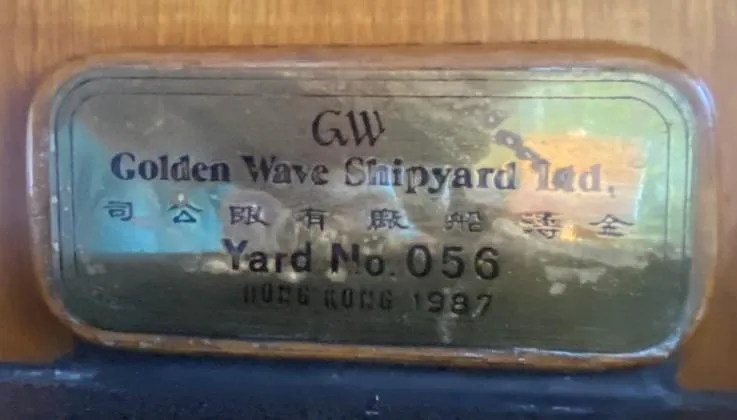 GW
Golden Wave Shipyard Ltd.
金濤船廠有限公司
Yard No. 056
HONG KONG 1987